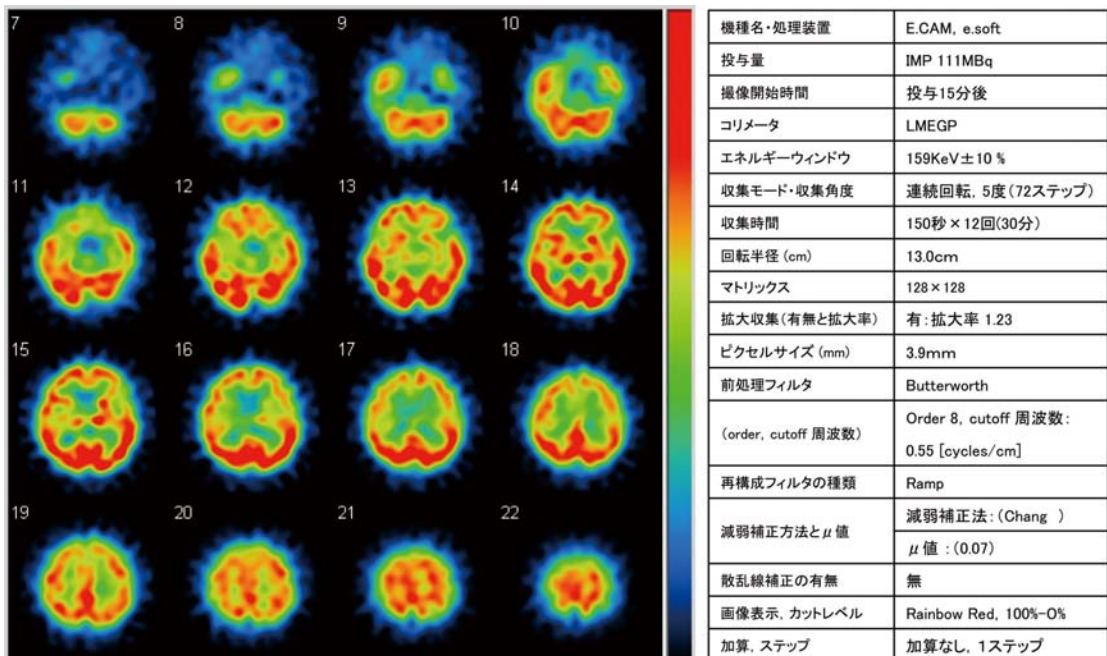 7 8 9 10
11 12 13 14
15 16 17 18
19 20 21 22
機種名・処理装置 E.CAM, e.soft
投与量 IMP 111MBq
撮像開始時間 投与15分後
コリメータ LMEGP
エネルギーウィンドウ 159KeV±10 %
収集モード・収集角度 連続回転, 5度(72ステップ)
収集時間 150秒×12回(30分)
回転半径 (cm) 13.0cm
マトリックス 128×128
拡大収集(有無と拡大率) 有:拡大率 1.23
ピクセルサイズ (mm) 3.9mm
前処理フィルタ Butterworth
(order, cutoff 周波数) Order 8, cutoff 周波数:
0.55 [cycles/cm]
再構成フィルタの種類 Ramp
減弱補正方法とμ値 減弱補正法:(Chang )
μ値 :(0.07)
散乱線補正の有無 無
画像表示, カットレベル Rainbow Red, 100%-0%
加算, ステップ 加算なし, 1ステップ